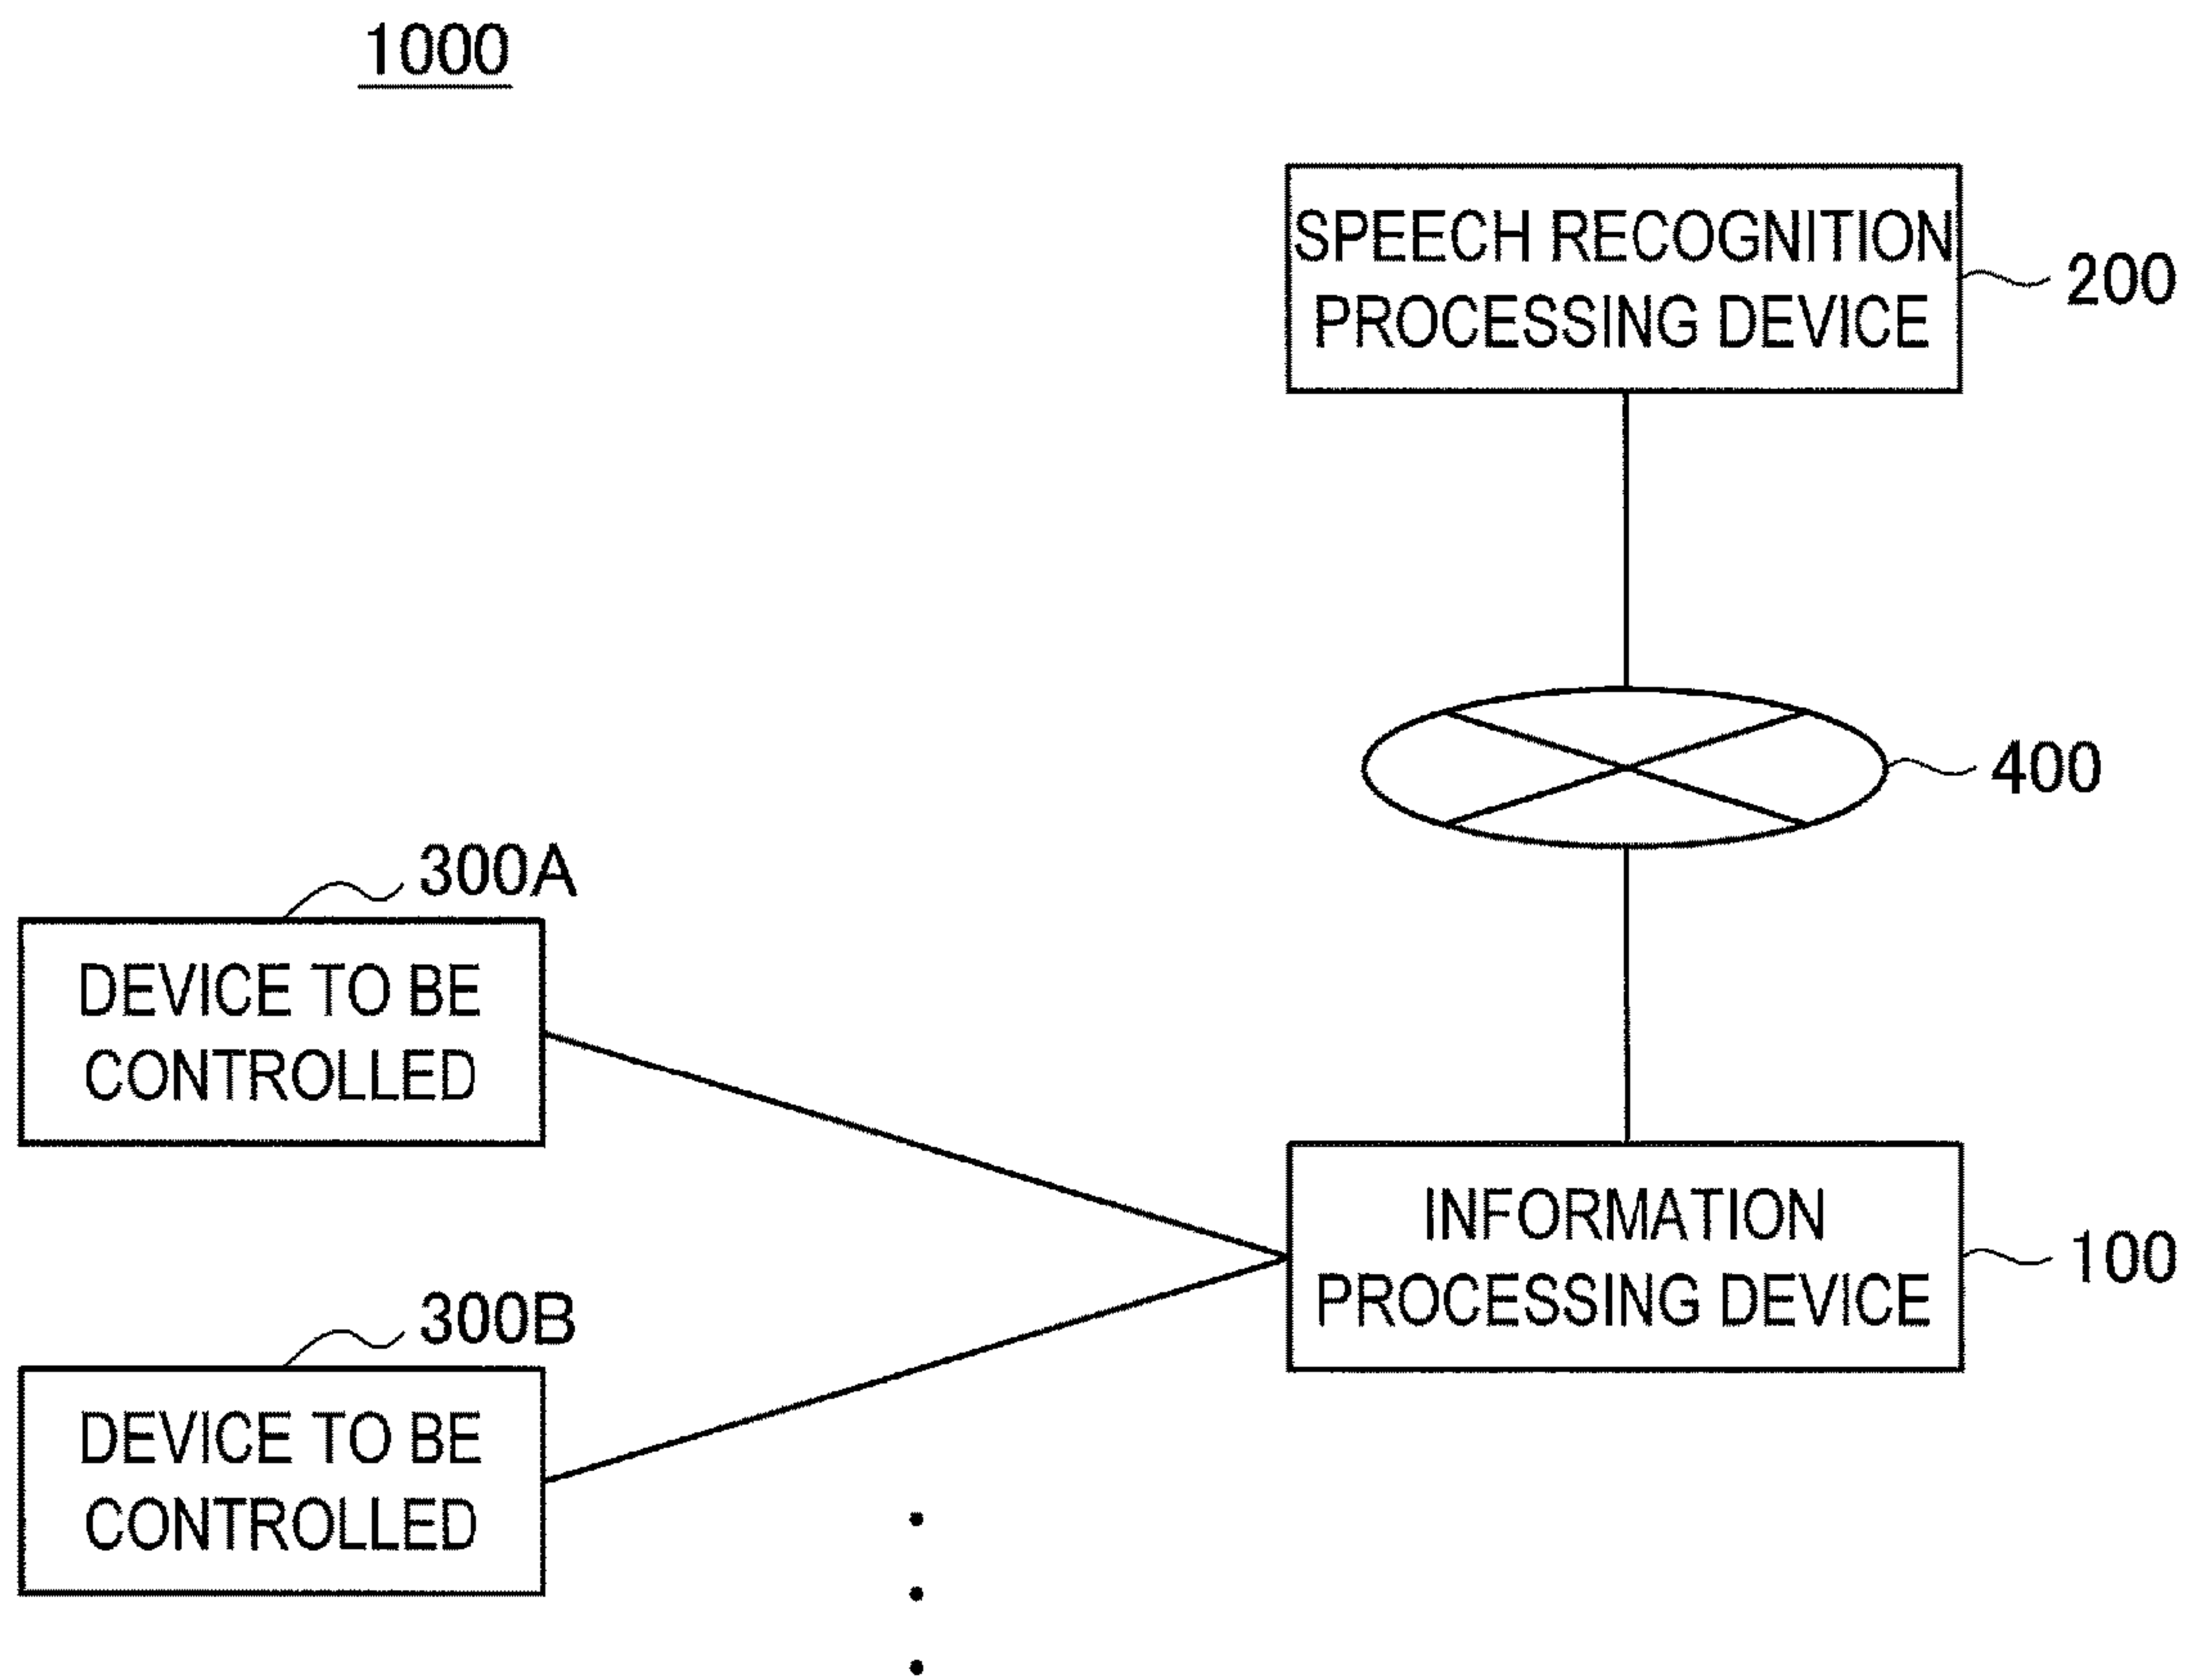 1000
SPEECH RECOGNITION
PROCESSING DEVICE
200
400
300A
DEVICE TO BE
CONTROLLED
INFORMATION
PROCESSING DEVICE
100
300B
DEVICE TO BE
CONTROLLED